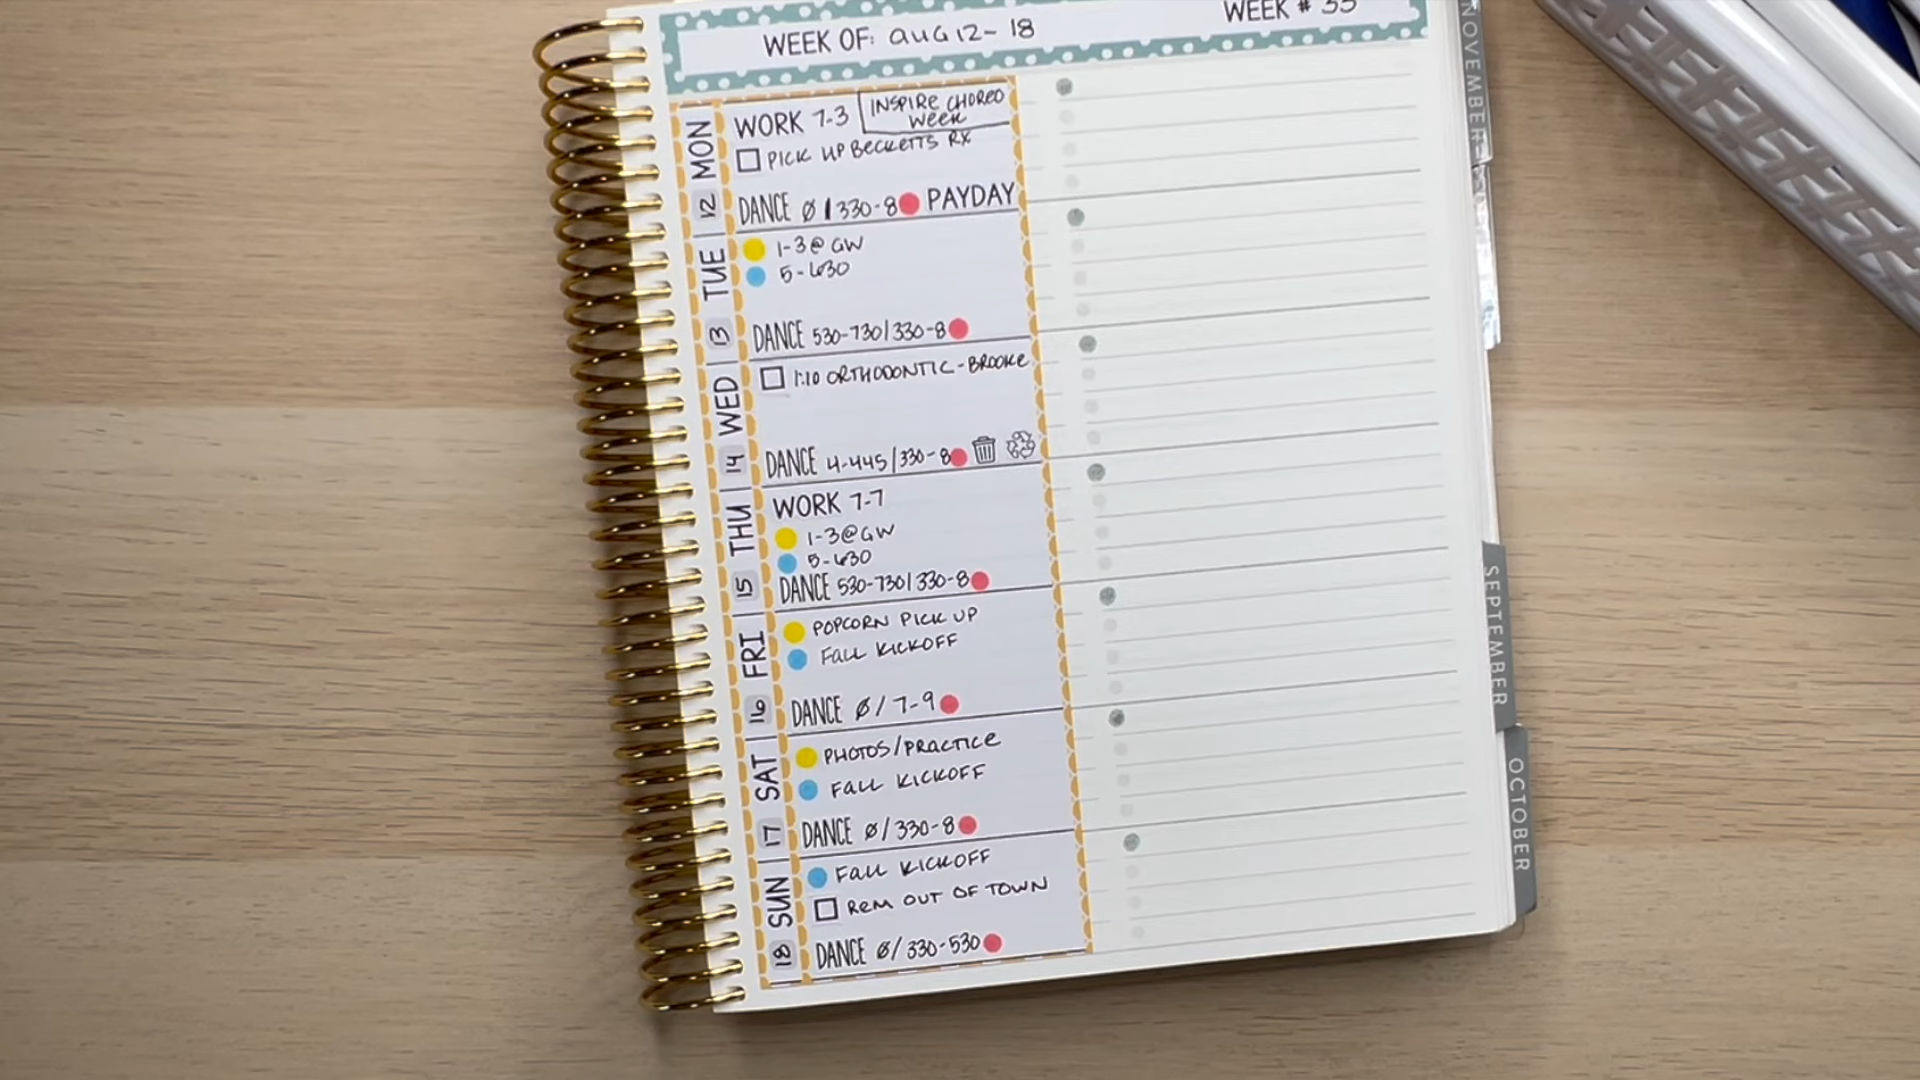 WEEK OF: AUG 12-18
WEEK # 33
MON
12
WORK 7-3
INSPIRE CHOREO
WEEK
PICK UP BECKETTS RX
DANCE Ø / 330-8 PAYDAY
TUE
13
1-3@GW
5-630
DANCE 530-730/330-8
WED
14
1:10 ORTHODONTIC-BROOKE
DANCE 4-445/330-8
THU
15
WORK 7-7
1-3@GW
5-630
DANCE 530-730/330-8
FRI
16
POPCORN PICK UP
FALL KICKOFF
DANCE Ø/7-9
SAT
17
PHOTOS/PRACTICE
FALL KICKOFF
DANCE Ø/330-8
SUN
18
FALL KICKOFF
REM OUT OF TOWN
DANCE Ø/330-530
NOVEMBER
SEPTEMBER
OCTOBER